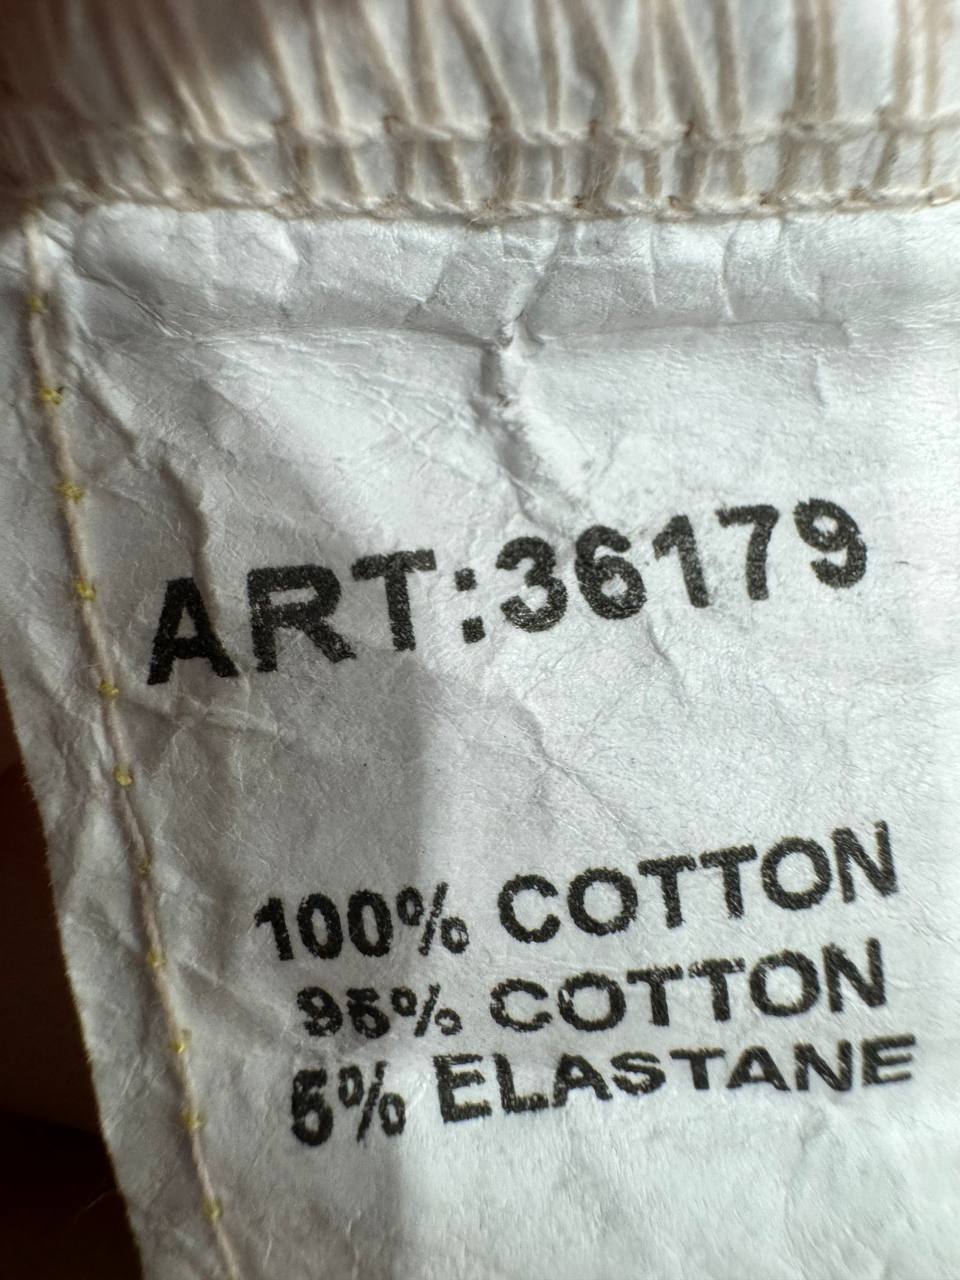 ART:36179
100% COTTON
95% COTTON
5% ELASTANE